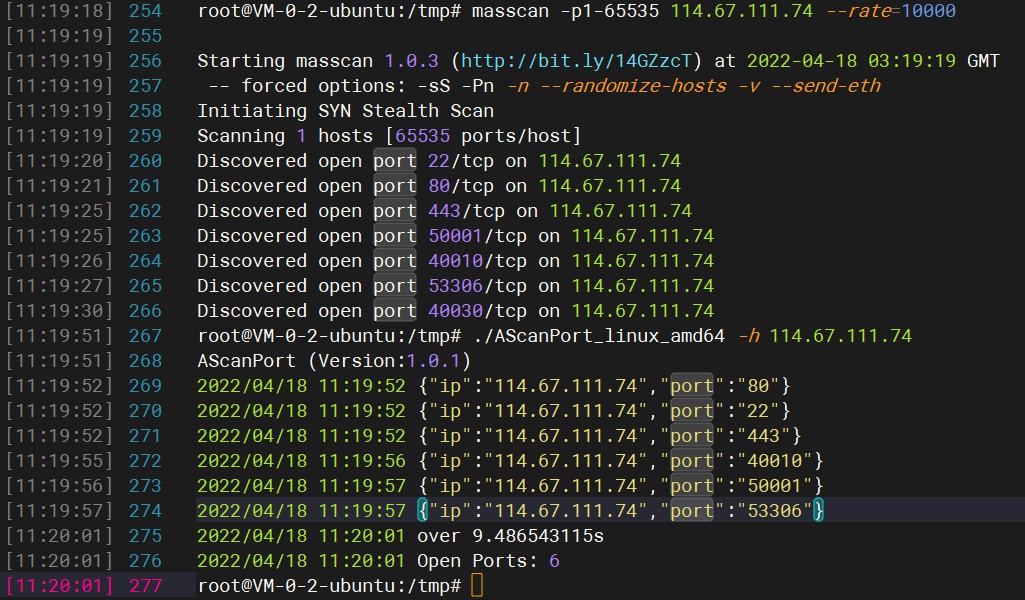 [11:19:18] 254 root@VM-0-2-ubuntu:/tmp# masscan -p1-65535 114.67.111.74 --rate=10000
[11:19:19] 255
[11:19:19] 256 Starting masscan 1.0.3 (http://bit.ly/14GZzcT) at 2022-04-18 03:19:19 GMT
[11:19:19] 257 -- forced options: -sS -Pn -n --randomize-hosts -v --send-eth
[11:19:19] 258 Initiating SYN Stealth Scan
[11:19:19] 259 Scanning 1 hosts [65535 ports/host]
[11:19:20] 260 Discovered open port 22/tcp on 114.67.111.74
[11:19:21] 261 Discovered open port 80/tcp on 114.67.111.74
[11:19:25] 262 Discovered open port 443/tcp on 114.67.111.74
[11:19:25] 263 Discovered open port 50001/tcp on 114.67.111.74
[11:19:26] 264 Discovered open port 40010/tcp on 114.67.111.74
[11:19:27] 265 Discovered open port 53306/tcp on 114.67.111.74
[11:19:30] 266 Discovered open port 40030/tcp on 114.67.111.74
[11:19:51] 267 root@VM-0-2-ubuntu:/tmp# ./AScanPort_linux_amd64 -h 114.67.111.74
[11:19:51] 268 AScanPort (Version:1.0.1)
[11:19:52] 269 2022/04/18 11:19:52 {"ip":"114.67.111.74","port":"80"}
[11:19:52] 270 2022/04/18 11:19:52 {"ip":"114.67.111.74","port":"22"}
[11:19:52] 271 2022/04/18 11:19:52 {"ip":"114.67.111.74","port":"443"}
[11:19:55] 272 2022/04/18 11:19:56 {"ip":"114.67.111.74","port":"40010"}
[11:19:56] 273 2022/04/18 11:19:57 {"ip":"114.67.111.74","port":"50001"}
[11:19:57] 274 2022/04/18 11:19:57 {"ip":"114.67.111.74","port":"53306"}
[11:20:01] 275 2022/04/18 11:20:01 over 9.486543115s
[11:20:01] 276 2022/04/18 11:20:01 Open Ports: 6
[11:20:01] 277 root@VM-0-2-ubuntu:/tmp#